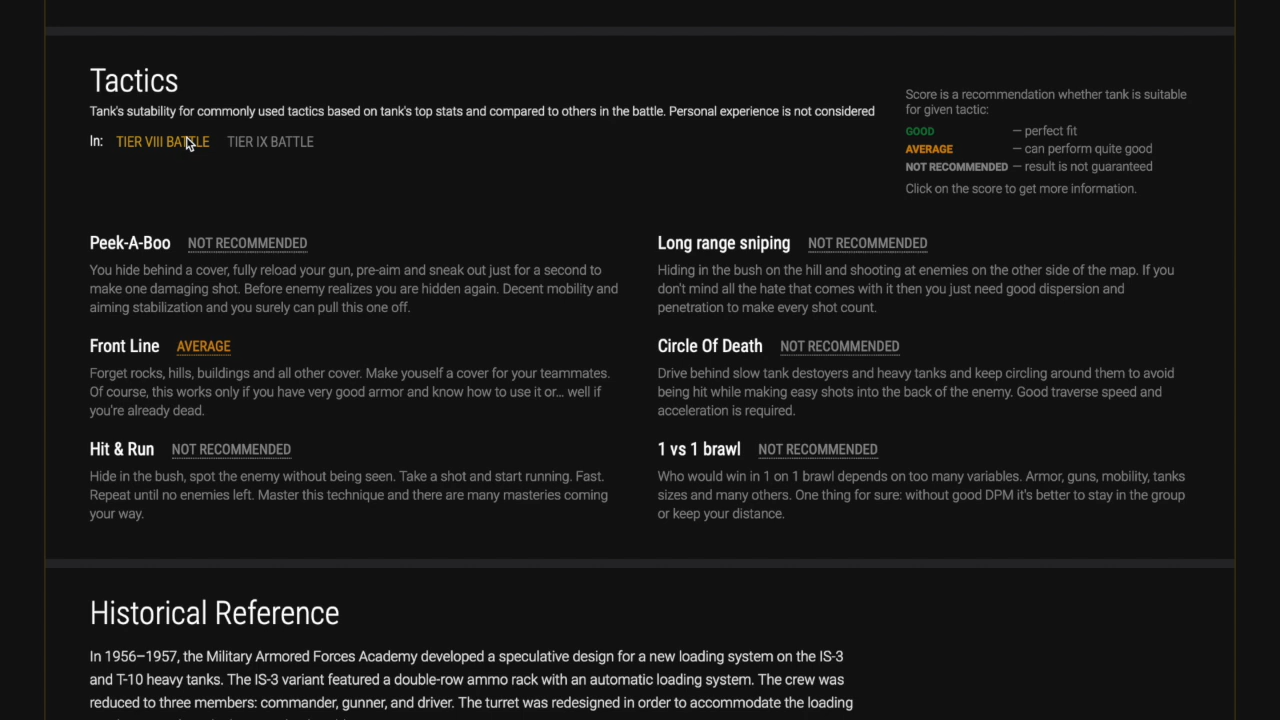 Tactics
Tank's sutability for commonly used tactics based on tank's top stats and compared to others in the battle. Personal experience is not considered
In: TIER VIII BATTLE TIER IX BATTLE
Score is a recommendation whether tank is suitable
for given tactic:
GOOD — perfect fit
AVERAGE — can perform quite good
NOT RECOMMENDED — result is not guaranteed
Click on the score to get more information.
Peek-A-Boo NOT RECOMMENDED
You hide behind a cover, fully reload your gun, pre-aim and sneak out just for a second to
make one damaging shot. Before enemy realizes you are hidden again. Decent mobility and
aiming stabilization and you surely can pull this one off.
Long range sniping NOT RECOMMENDED
Hiding in the bush on the hill and shooting at enemies on the other side of the map. If you
don't mind all the hate that comes with it then you just need good dispersion and
penetration to make every shot count.
Front Line AVERAGE
Forget rocks, hills, buildings and all other cover. Make youself a cover for your teammates.
Of course, this works only if you have very good armor and know how to use it or... well if
you're already dead.
Circle Of Death NOT RECOMMENDED
Drive behind slow tank destoyers and heavy tanks and keep circling around them to avoid
being hit while making easy shots into the back of the enemy. Good traverse speed and
acceleration is required.
Hit & Run NOT RECOMMENDED
Hide in the bush, spot the enemy without being seen. Take a shot and start running. Fast.
Repeat until no enemies left. Master this technique and there are many masteries coming
your way.
1 vs 1 brawl NOT RECOMMENDED
Who would win in 1 on 1 brawl depends on too many variables. Armor, guns, mobility, tanks
sizes and many others. One thing for sure: without good DPM it's better to stay in the group
or keep your distance.
Historical Reference
In 1956–1957, the Military Armored Forces Academy developed a speculative design for a new loading system on the IS-3
and T-10 heavy tanks. The IS-3 variant featured a double-row ammo rack with an automatic loading system. The crew was
reduced to three members: commander, gunner, and driver. The turret was redesigned in order to accommodate the loading